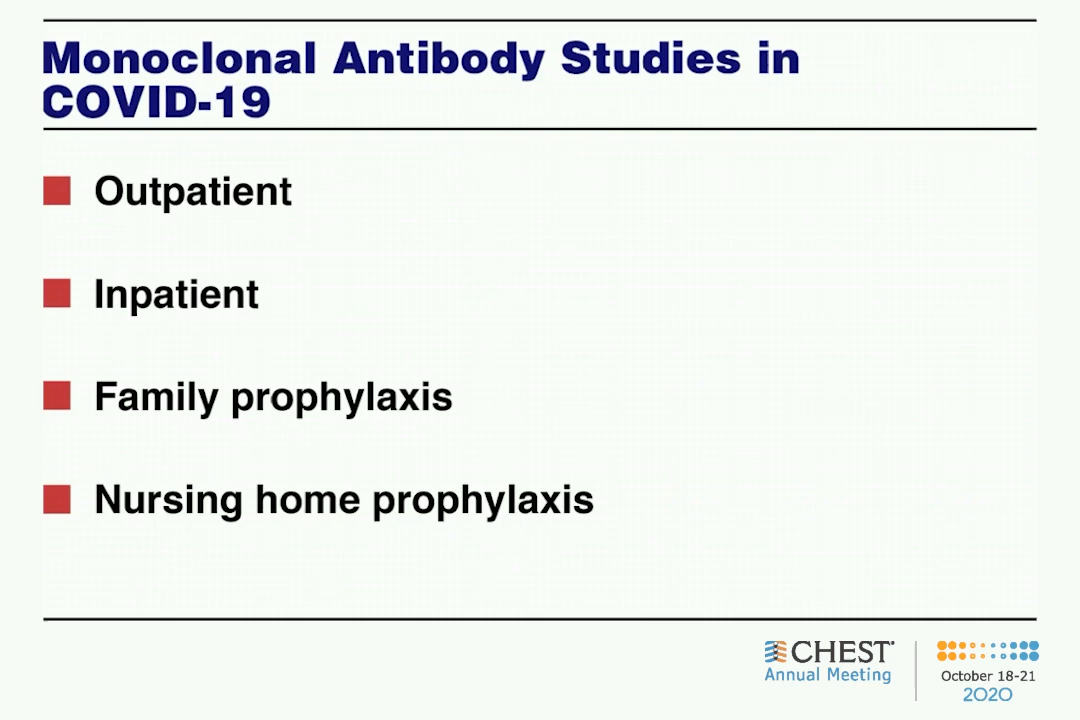 Monoclonal Antibody Studies in
COVID-19
Outpatient
Inpatient
Family prophylaxis
Nursing home prophylaxis
CHEST
Annual Meeting
October 18-21
2020